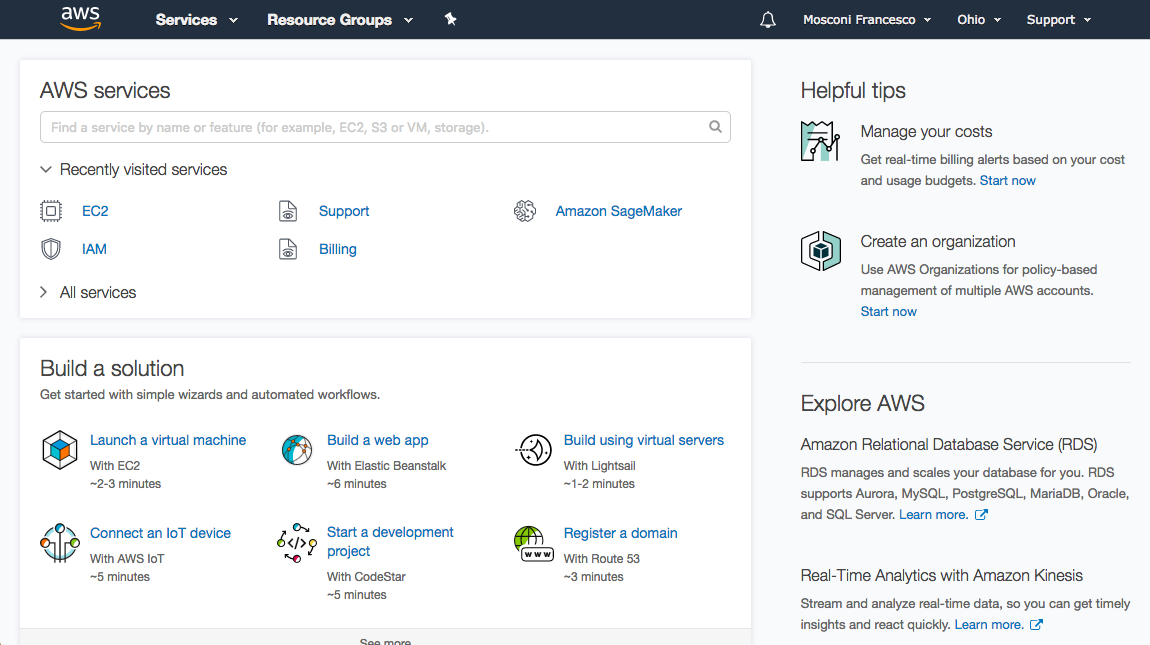 aws
Services
Resource Groups
Mosconi Francesco
Ohio
Support
AWS services
Find a service by name or feature (for example, EC2, S3 or VM, storage).
Recently visited services
EC2
Support
Amazon SageMaker
IAM
Billing
All services
Build a solution
Get started with simple wizards and automated workflows.
Launch a virtual machine
With EC2
~2-3 minutes
Build a web app
With Elastic Beanstalk
~6 minutes
Build using virtual servers
With Lightsail
~1-2 minutes
Connect an IoT device
With AWS IoT
~5 minutes
Start a development
project
With CodeStar
~5 minutes
www
Register a domain
With Route 53
~3 minutes
See more
Helpful tips
Manage your costs
Get real-time billing alerts based on your cost
and usage budgets. Start now
Create an organization
Use AWS Organizations for policy-based
management of multiple AWS accounts.
Start now
Explore AWS
Amazon Relational Database Service (RDS)
RDS manages and scales your database for you. RDS
supports Aurora, MySQL, PostgreSQL, MariaDB, Oracle,
and SQL Server. Learn more.
Real-Time Analytics with Amazon Kinesis
Stream and analyze real-time data, so you can get timely
insights and react quickly. Learn more.